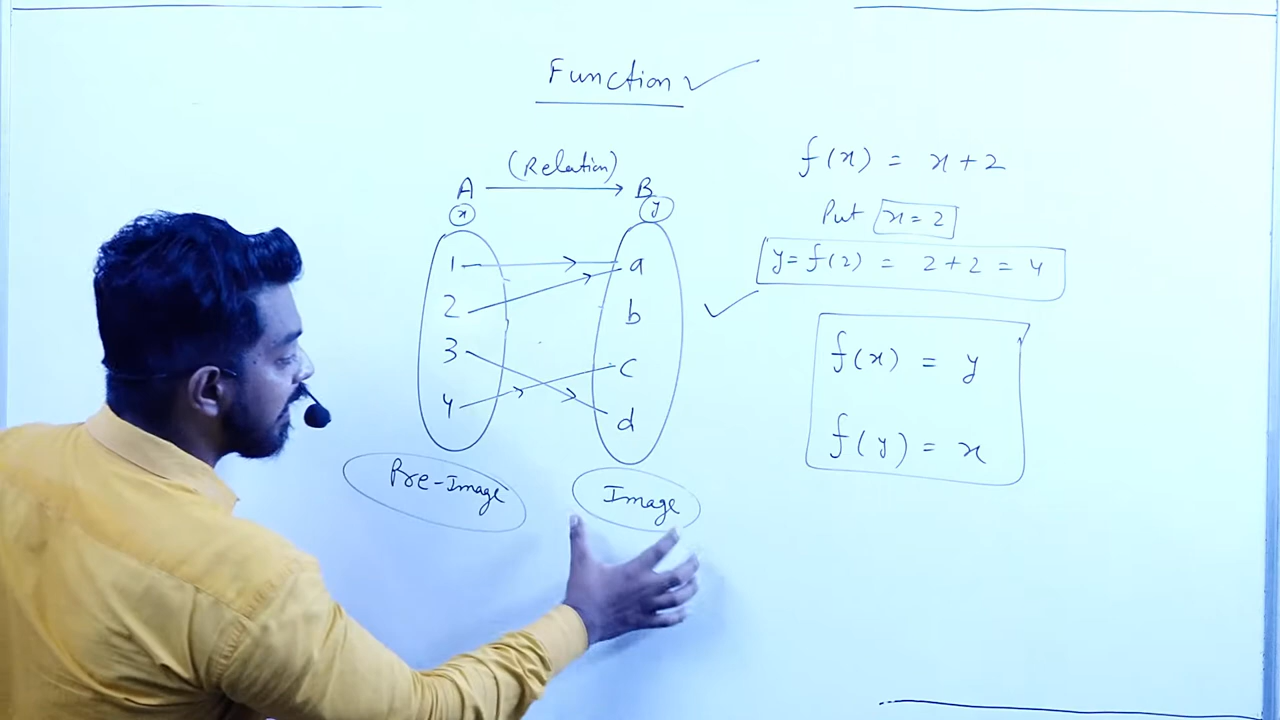 Function ✓
(Relation)
A → B
x y
1 a
2 b
3 c
4 d
Pre-Image
Image
f(x) = x+2
Put x=2
y= f(2) = 2+2 = 4
f(x) = y
f(y) = x